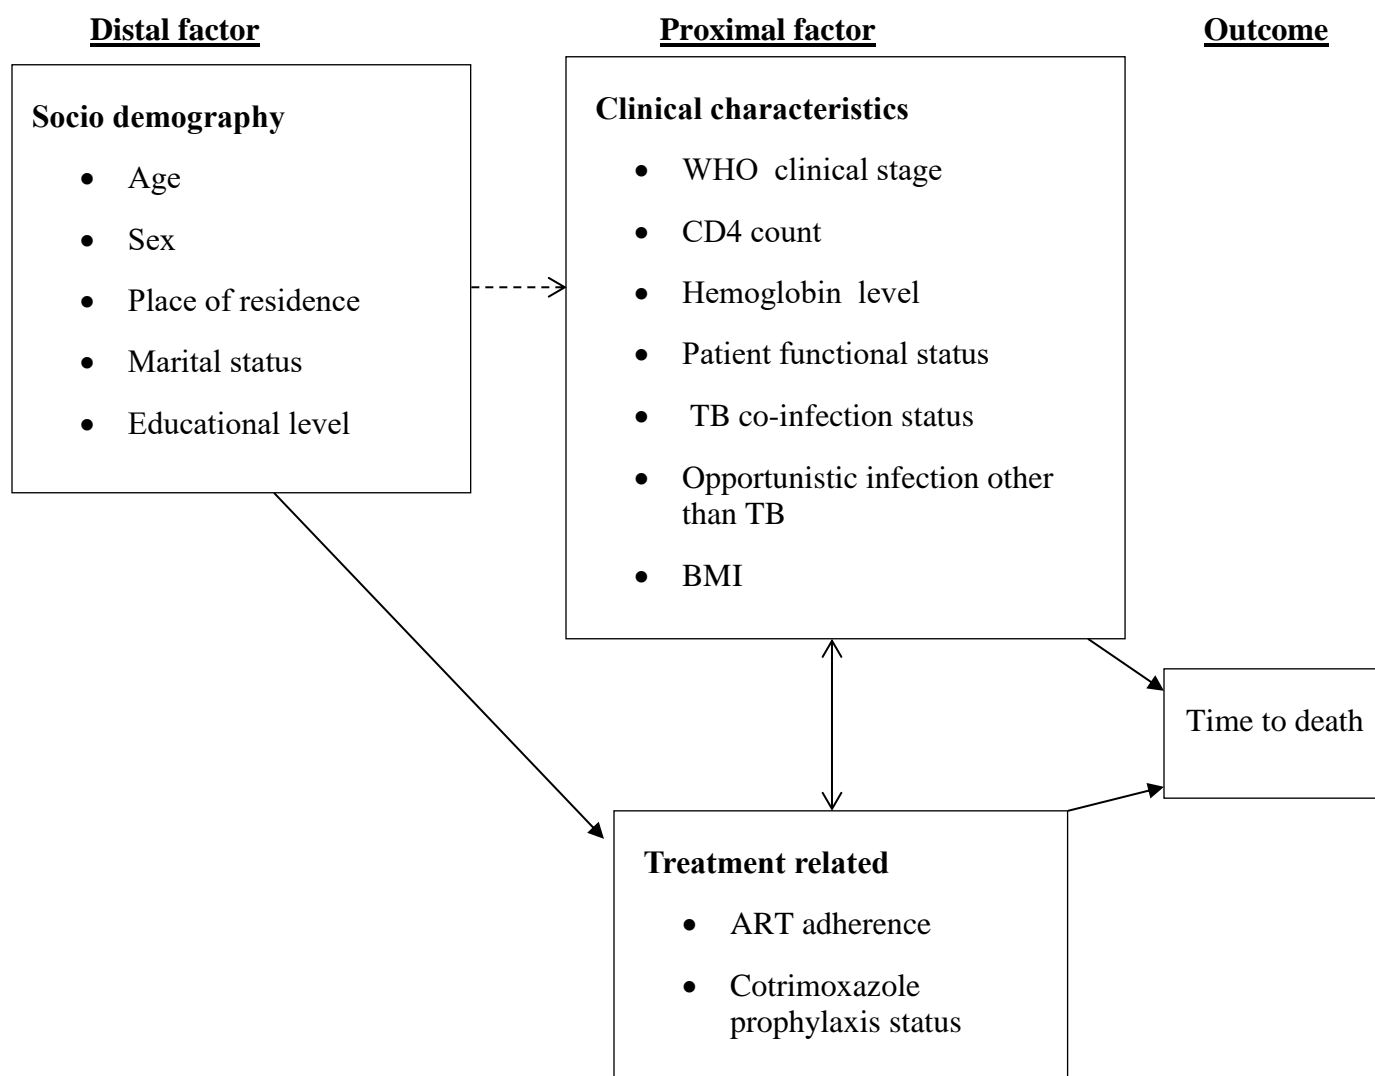 Distal factor
Proximal factor
Outcome
Socio demography
• Age
• Sex
• Place of residence
• Marital status
• Educational level
Clinical characteristics
• WHO clinical stage
• CD4 count
• Hemoglobin level
• Patient functional status
• TB co-infection status
• Opportunistic infection other
than TB
• BMI
Time to death
Treatment related
• ART adherence
• Cotrimoxazole
prophylaxis status